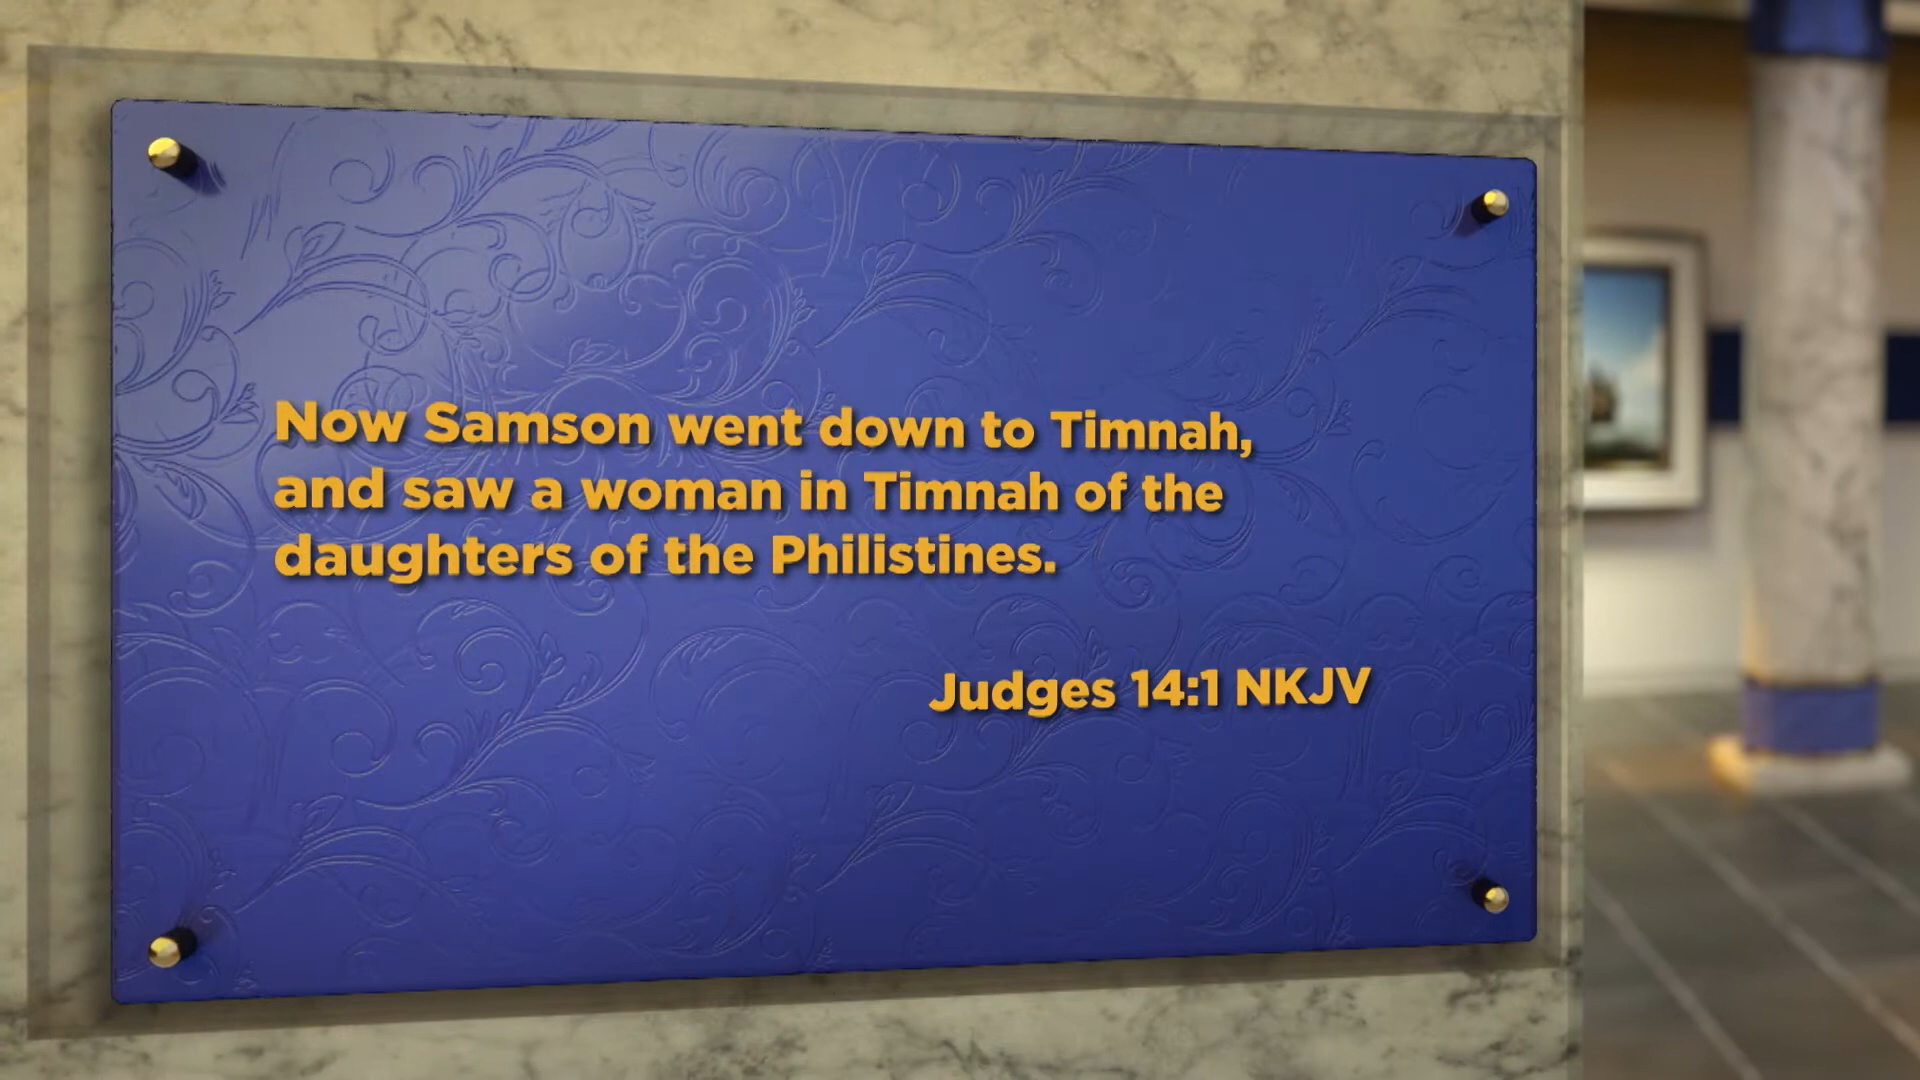 Now Samson went down to Timnah,
and saw a woman in Timnah of the
daughters of the Philistines.
Judges 14:1 NKJV